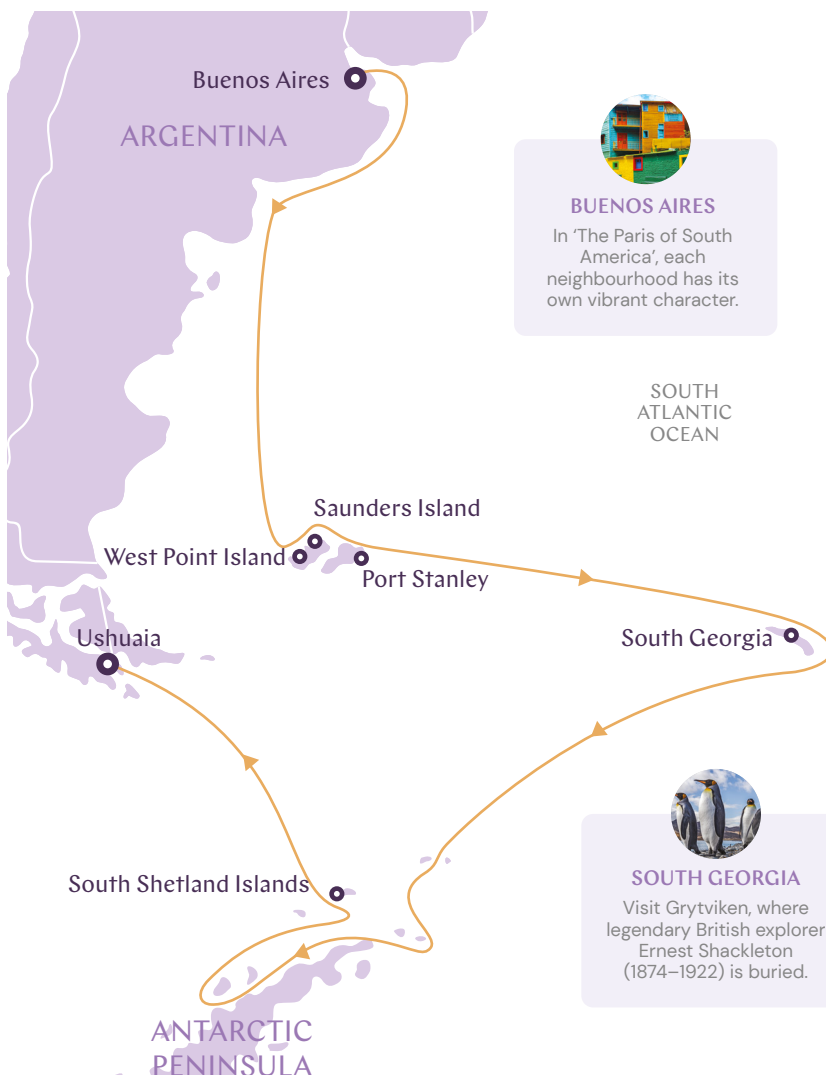 Buenos Aires
ARGENTINA
BUENOS AIRES
In ‘The Paris of South
America’, each
neighbourhood has its
own vibrant character.
SOUTH
ATLANTIC
OCEAN
Saunders Island
West Point Island
Port Stanley
Ushuaia
South Georgia
South Shetland Islands
SOUTH GEORGIA
Visit Grytviken, where
legendary British explorer
Ernest Shackleton
(1874–1922) is buried.
ANTARCTIC
PENINSULA